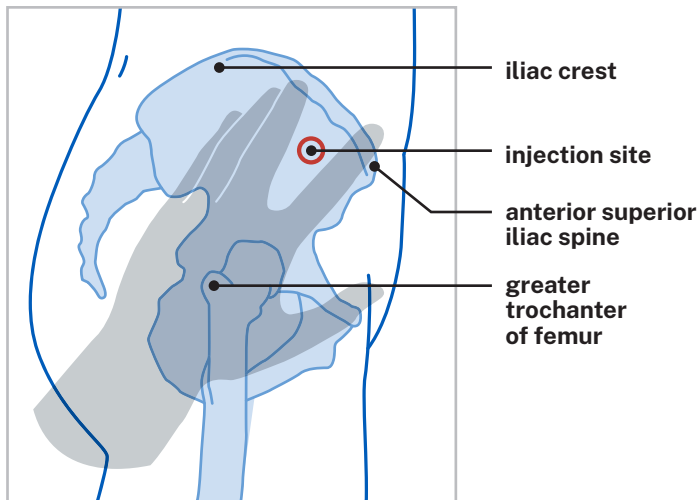 iliac crest
injection site
anterior superior
iliac spine
greater
trochanter
of femur